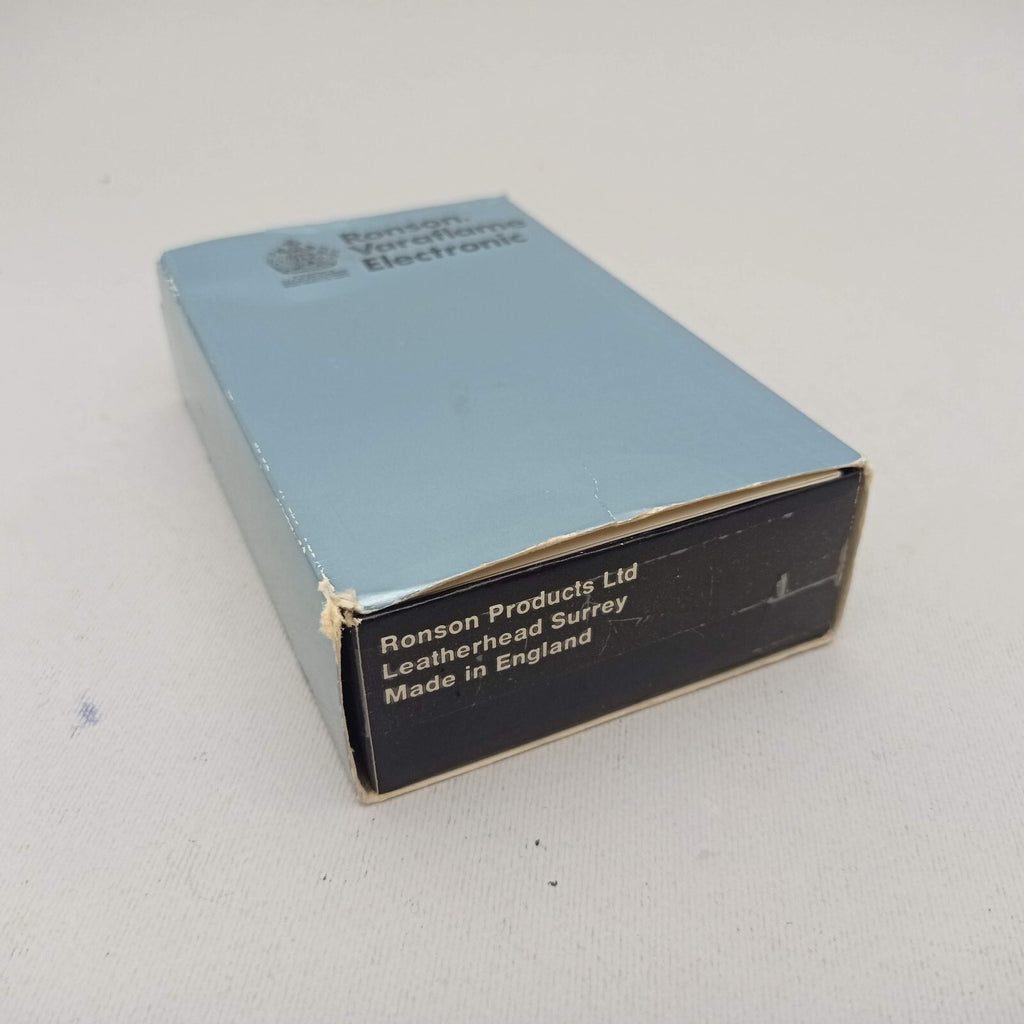 Ronson.
Varaflame
Electronic
Ronson Products Ltd
Leatherhead Surrey
Made in England